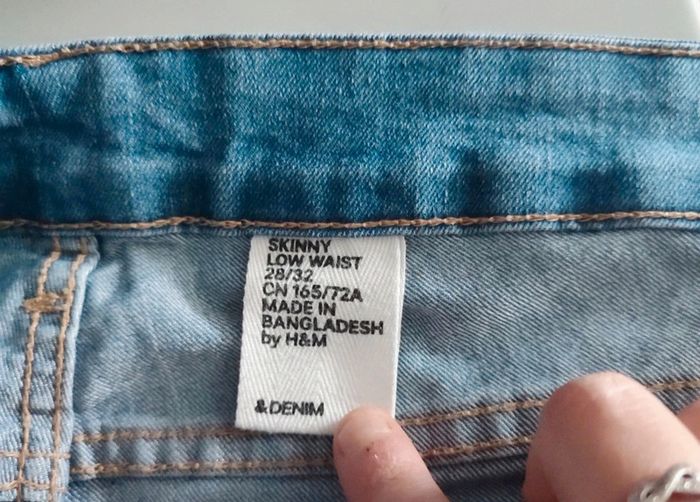 SKINNY
LOW WAIST
28/32
CN 165/72A
MADE IN
BANGLADESH
by H&M
&DENIM